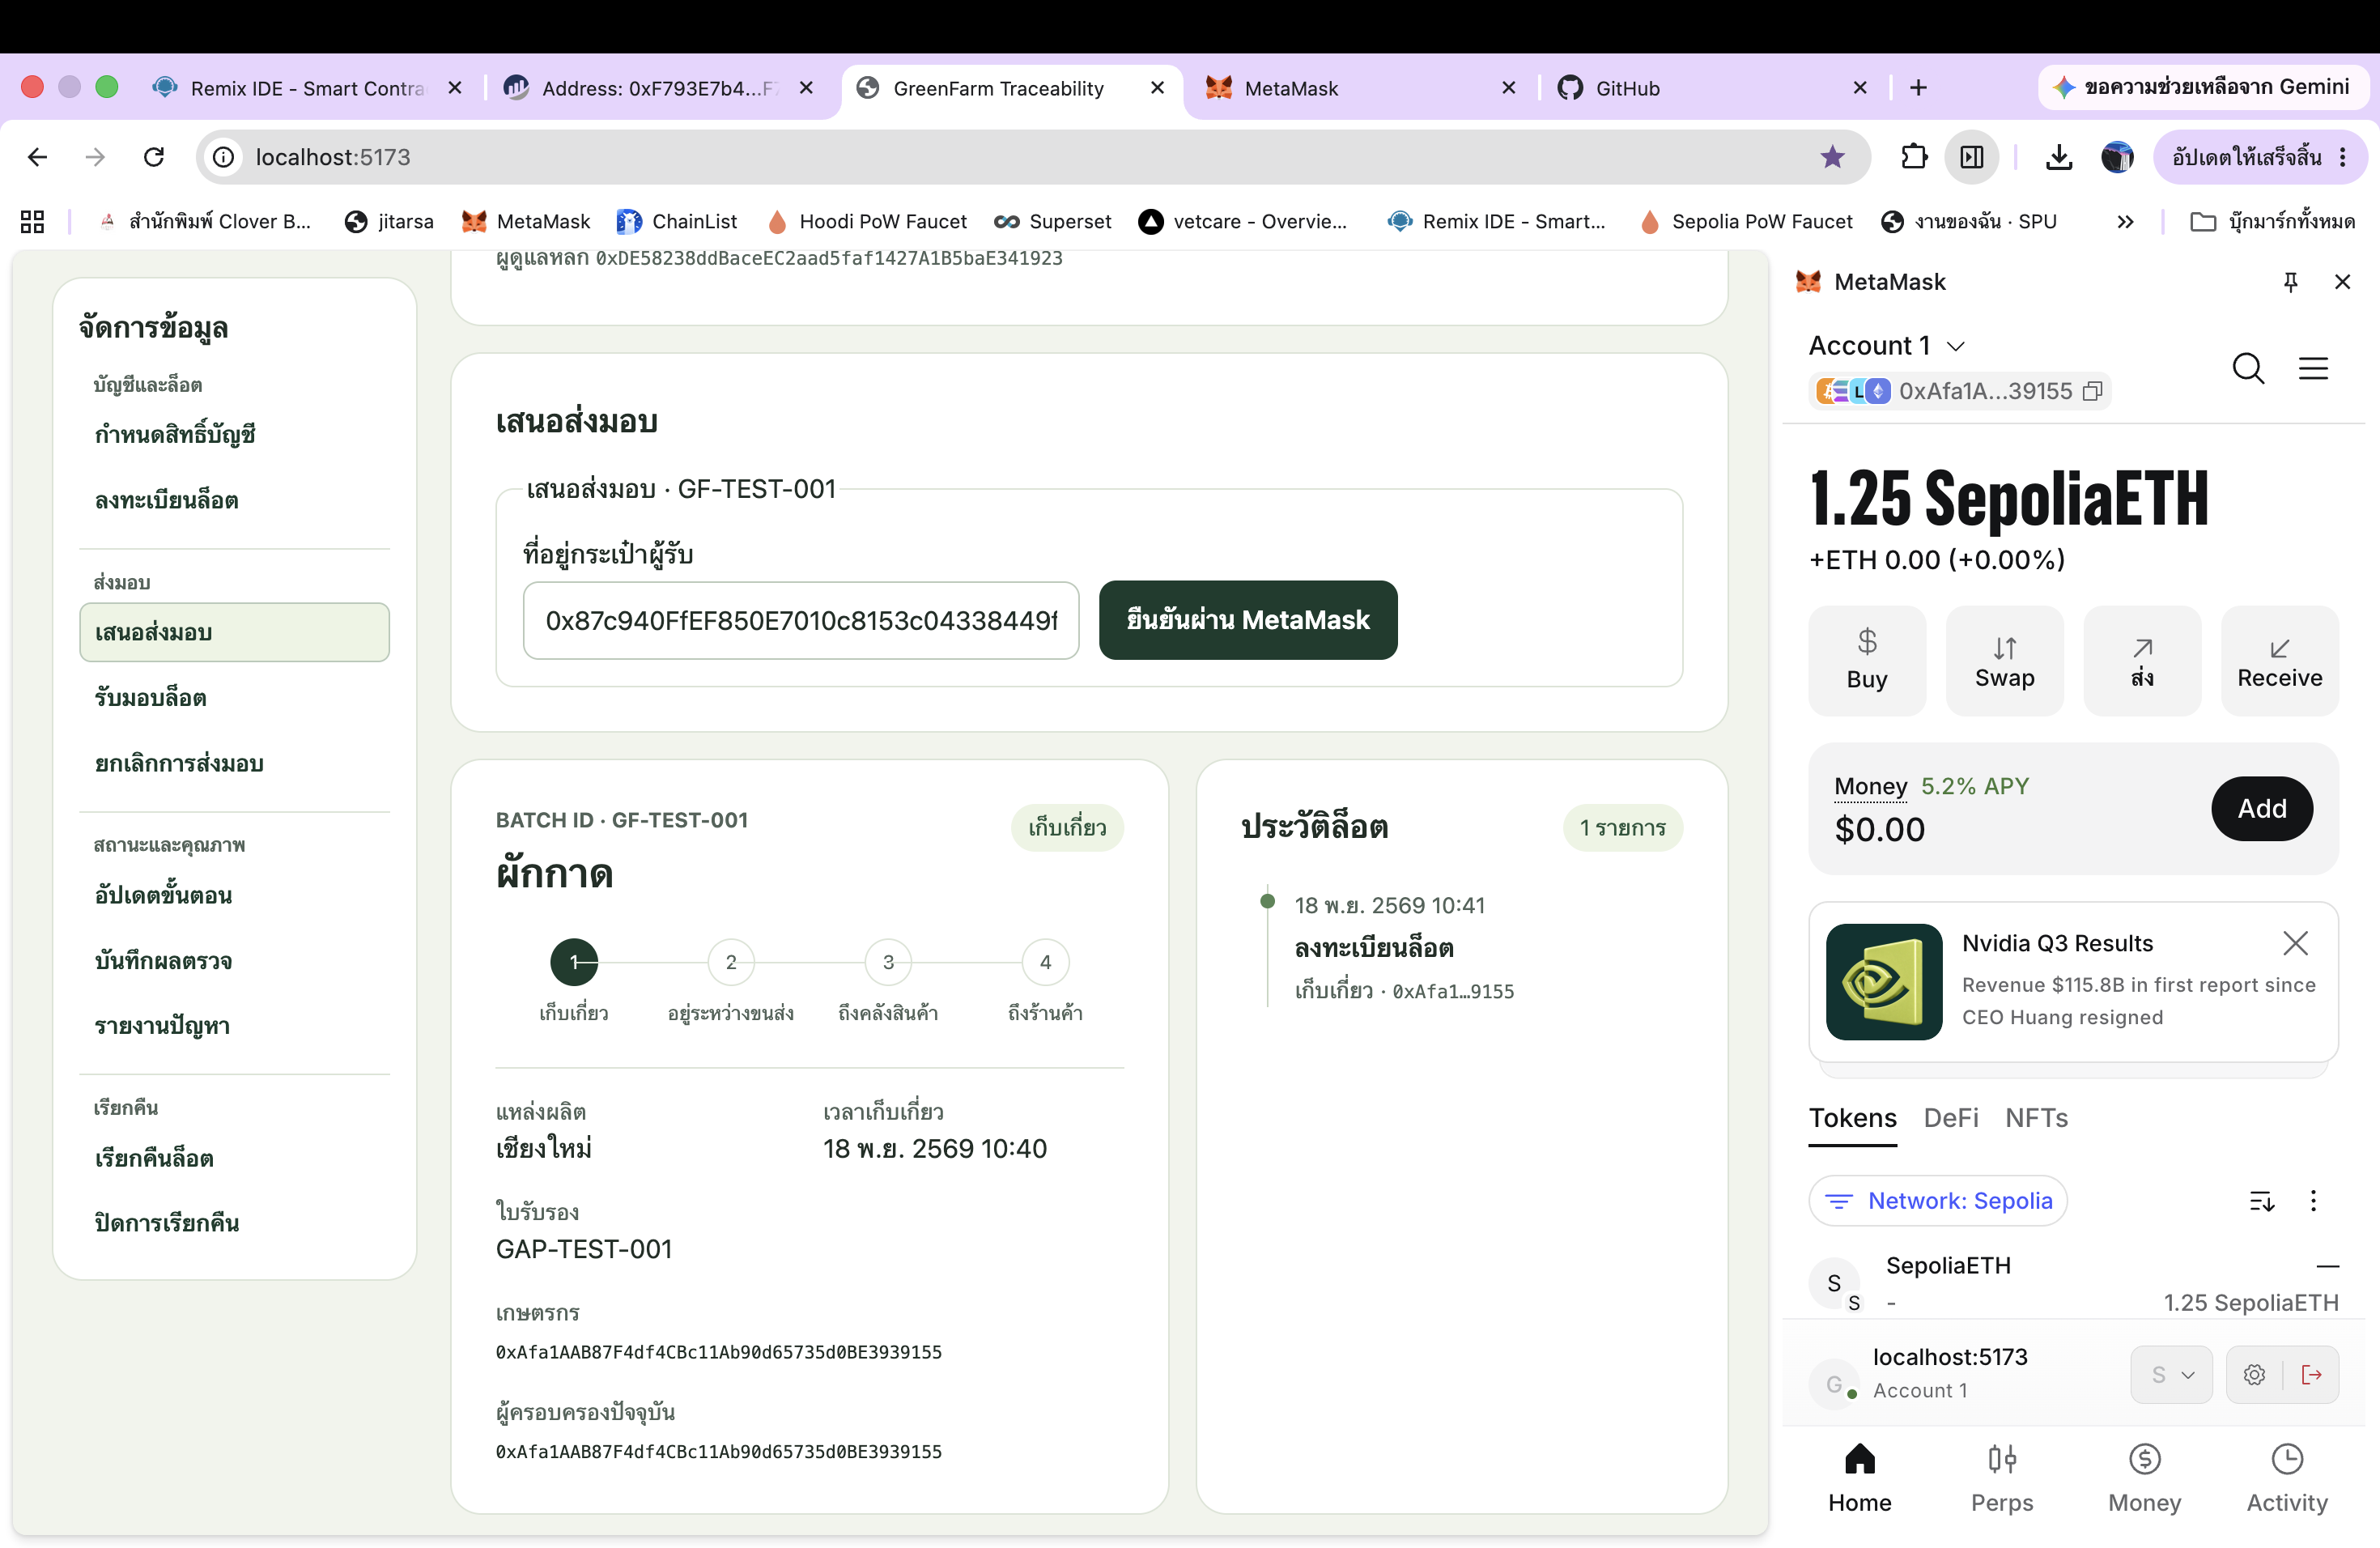 Remix IDE - Smart Contra
Address: 0xF793E7b4...F
GreenFarm Traceability
MetaMask
GitHub
ขอความช่วยเหลือจาก Gemini
localhost:5173
อัปเดตให้เสร็จสิ้น
สำนักพิมพ์ Clover B...
jitarsa
MetaMask
ChainList
Hoodi PoW Faucet
Superset
vetcare - Overvie...
Remix IDE - Smart...
Sepolia PoW Faucet
งานของฉัน · SPU
บุ๊กมาร์กทั้งหมด
จัดการข้อมูล
บัญชีและล็อต
กำหนดสิทธิ์บัญชี
ลงทะเบียนล็อต
ส่งมอบ
เสนอส่งมอบ
รับมอบล็อต
ยกเลิกการส่งมอบ
สถานะและคุณภาพ
อัปเดตขั้นตอน
บันทึกผลตรวจ
รายงานปัญหา
เรียกคืน
เรียกคืนล็อต
ปิดการเรียกคืน
ผู้ดูแลหลัก 0xDE58238ddBaceEC2aad5faf1427A1B5baE341923
เสนอส่งมอบ
เสนอส่งมอบ · GF-TEST-001
ที่อยู่กระเป๋าผู้รับ
0x87c940FfEF850E7010c8153c04338449f
ยืนยันผ่าน MetaMask
BATCH ID · GF-TEST-001
เก็บเกี่ยว
ผักกาด
1
2
3
4
เก็บเกี่ยว
อยู่ระหว่างขนส่ง
ถึงคลังสินค้า
ถึงร้านค้า
แหล่งผลิต
เวลาเก็บเกี่ยว
เชียงใหม่
18 พ.ย. 2569 10:40
ใบรับรอง
GAP-TEST-001
เกษตรกร
0xAfa1AAB87F4df4CBc11Ab90d65735d0BE3939155
ผู้ครอบครองปัจจุบัน
0xAfa1AAB87F4df4CBc11Ab90d65735d0BE3939155
ประวัติล็อต
1 รายการ
18 พ.ย. 2569 10:41
ลงทะเบียนล็อต
เก็บเกี่ยว · 0xAfa1…9155
MetaMask
Account 1
L
0xAfa1A...39155
1.25 SepoliaETH
+ETH 0.00 (+0.00%)
Buy
Swap
ส่ง
Receive
Money 5.2% APY
$0.00
Add
Nvidia Q3 Results
Revenue $115.8B in first report since
CEO Huang resigned
Tokens
DeFi
NFTs
Network: Sepolia
S
S
SepoliaETH
—
-
1.25 SepoliaETH
G
localhost:5173
Account 1
S
Home
Perps
Money
Activity